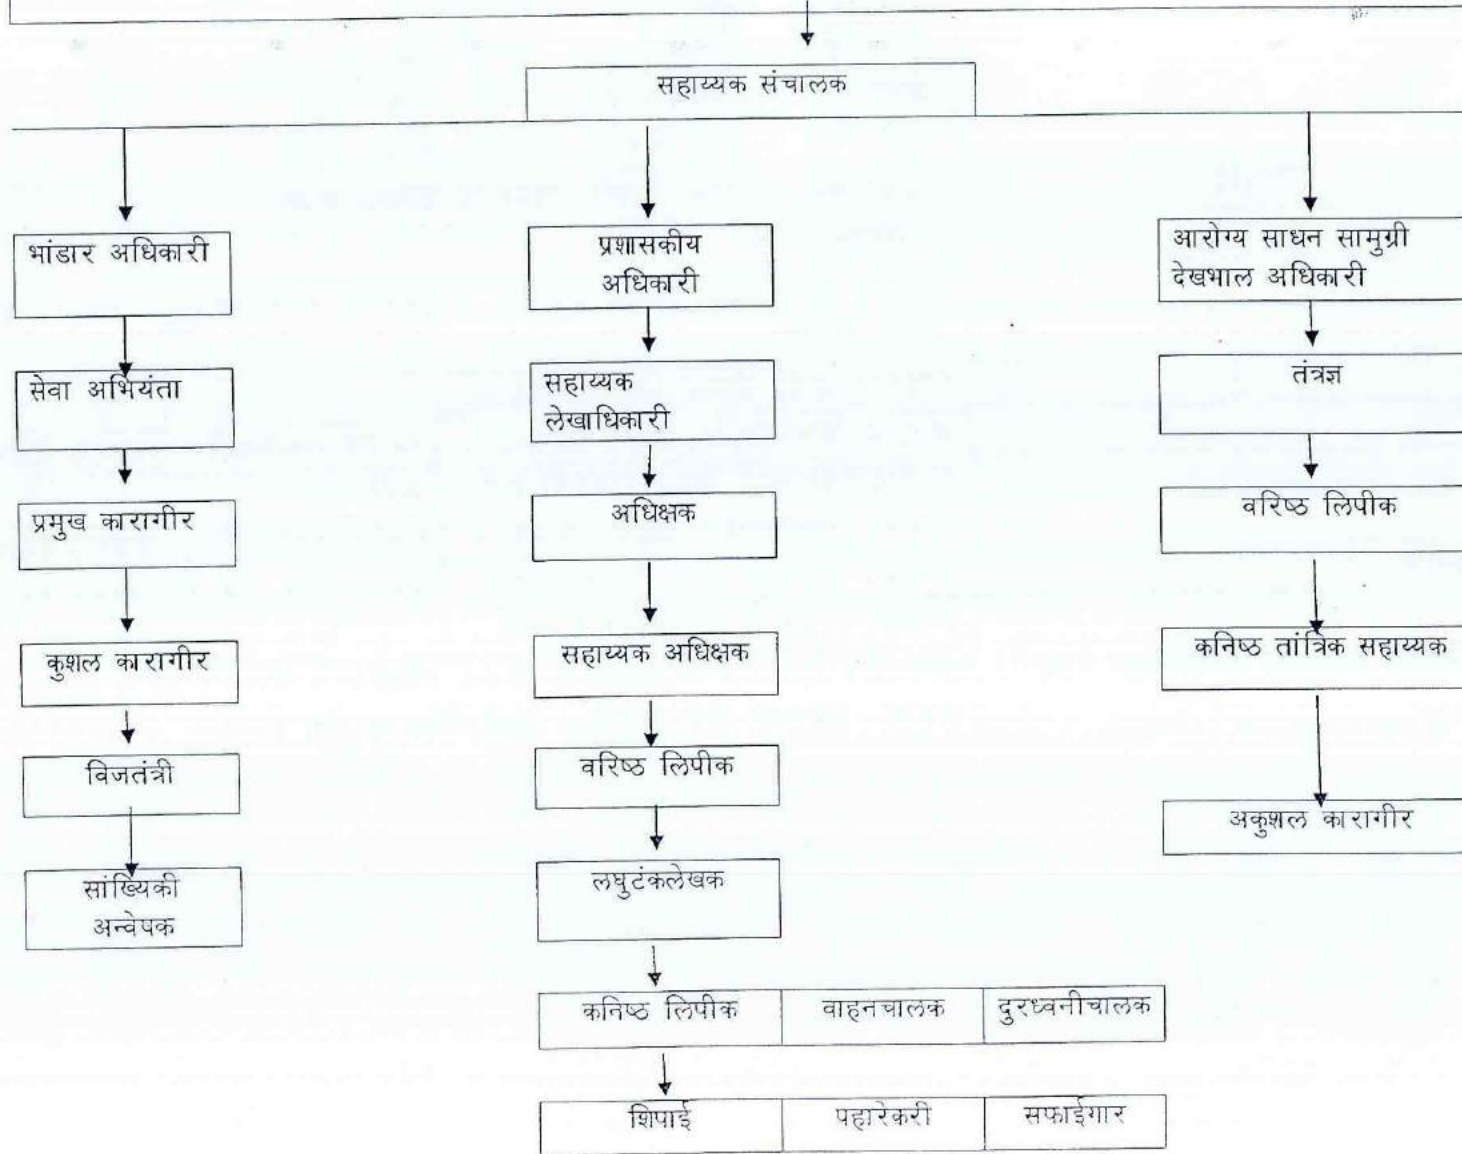 सहाय्यक संचालक
भांडार अधिकारी
सेवा अभियंता
प्रमुख कारागीर
कुशल कारागीर
विजतंत्री
सांख्यिकी
अन्वेषक
प्रशासकीय
अधिकारी
सहाय्यक
लेखाधिकारी
अधिक्षक
सहाय्यक अधिक्षक
वरिष्ठ लिपीक
लघुटंकलेखक
कनिष्ठ लिपीक वाहनचालक दुरध्वनीचालक
शिपाई पहारेकरी सफाईगार
आरोग्य साधन सामुग्री
देखभाल अधिकारी
तंत्रज्ञ
वरिष्ठ लिपीक
कनिष्ठ तांत्रिक सहाय्यक
अकुशल कारागीर